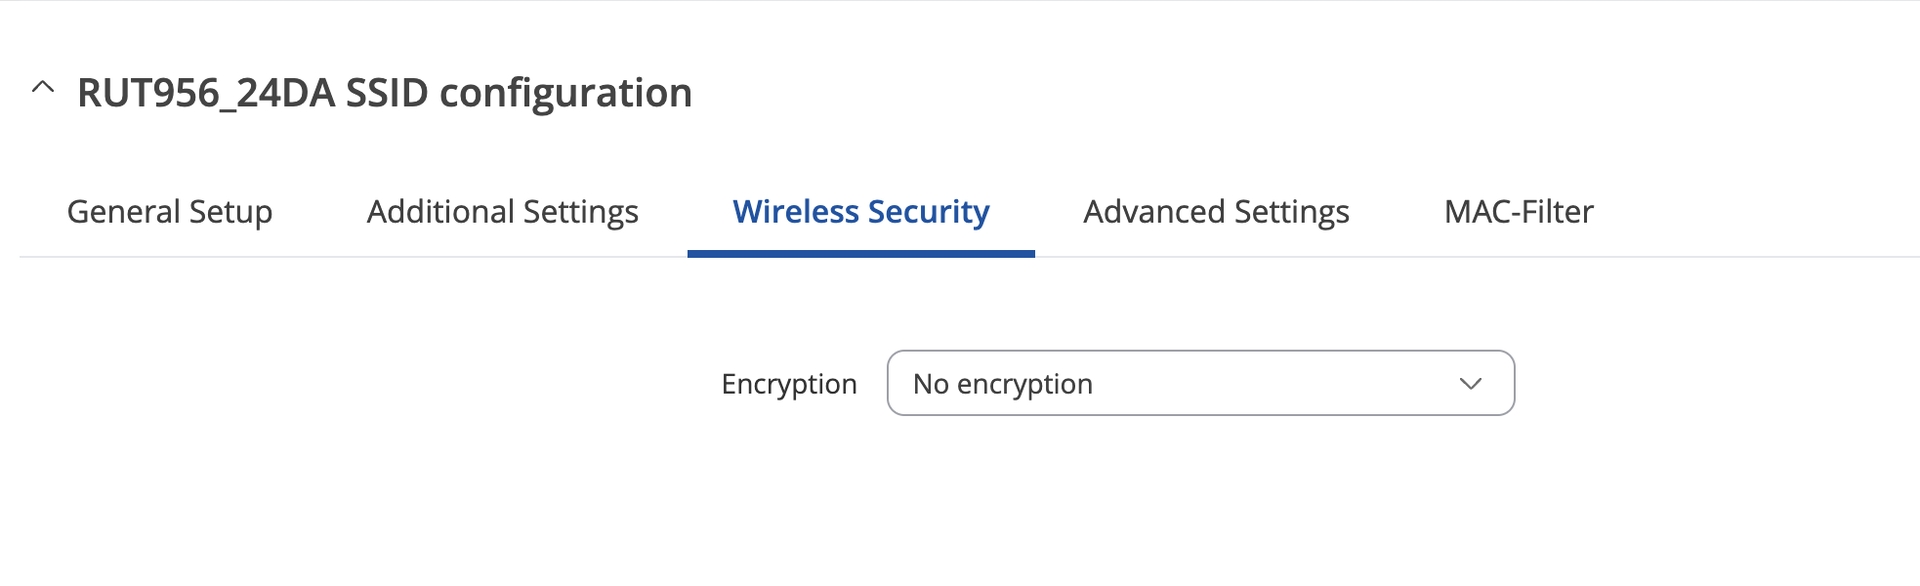 RUT956_24DA SSID configuration
General Setup Additional Settings Wireless Security Advanced Settings MAC-Filter
Encryption No encryption